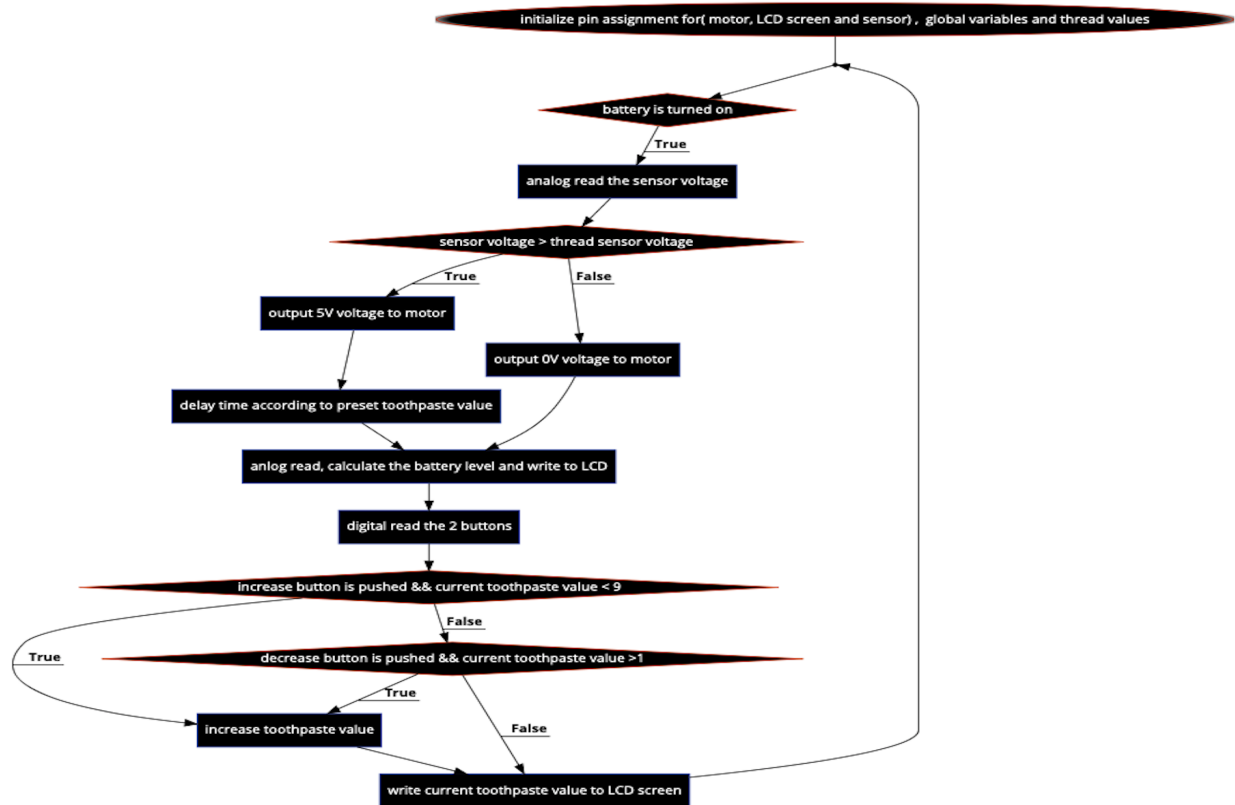 initialize pin assignment for( motor, LCD screen and sensor) , global variables and thread values
battery is turned on
True
analog read the sensor voltage
sensor voltage > thread sensor voltage
True
False
output 5V voltage to motor
output 0V voltage to motor
delay time according to preset toothpaste value
anlog read, calculate the battery level and write to LCD
digital read the 2 buttons
increase button is pushed && current toothpaste value < 9
False
True
decrease button is pushed && current toothpaste value >1
True
False
increase toothpaste value
write current toothpaste value to LCD screen